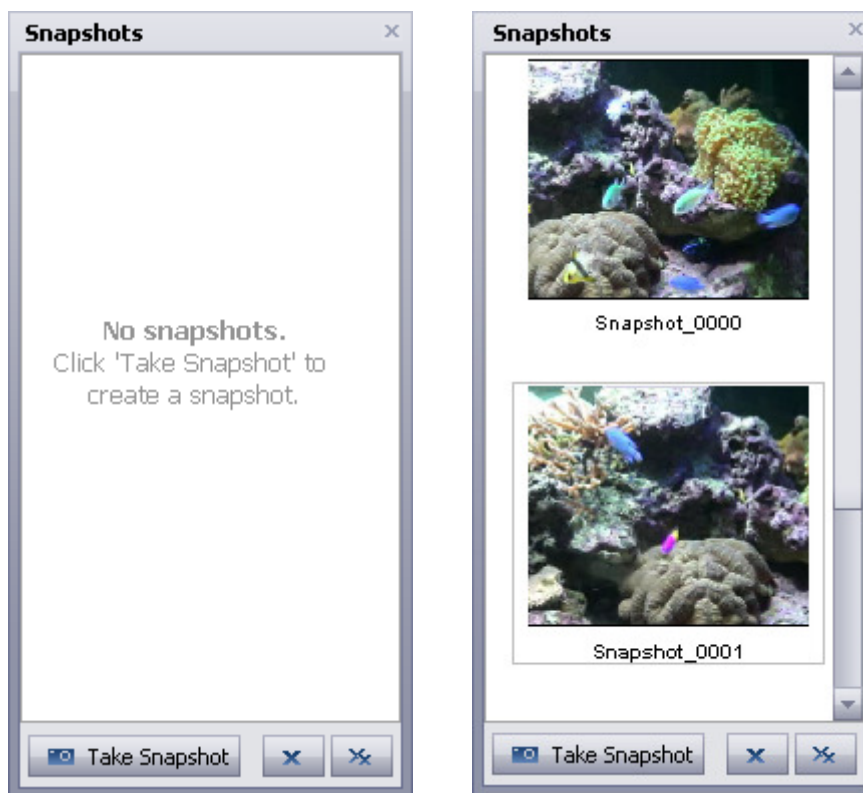 Snapshots
No snapshots.
Click 'Take Snapshot' to
create a snapshot.
Take Snapshot
Snapshots
Snapshot_0000
Snapshot_0001
Take Snapshot